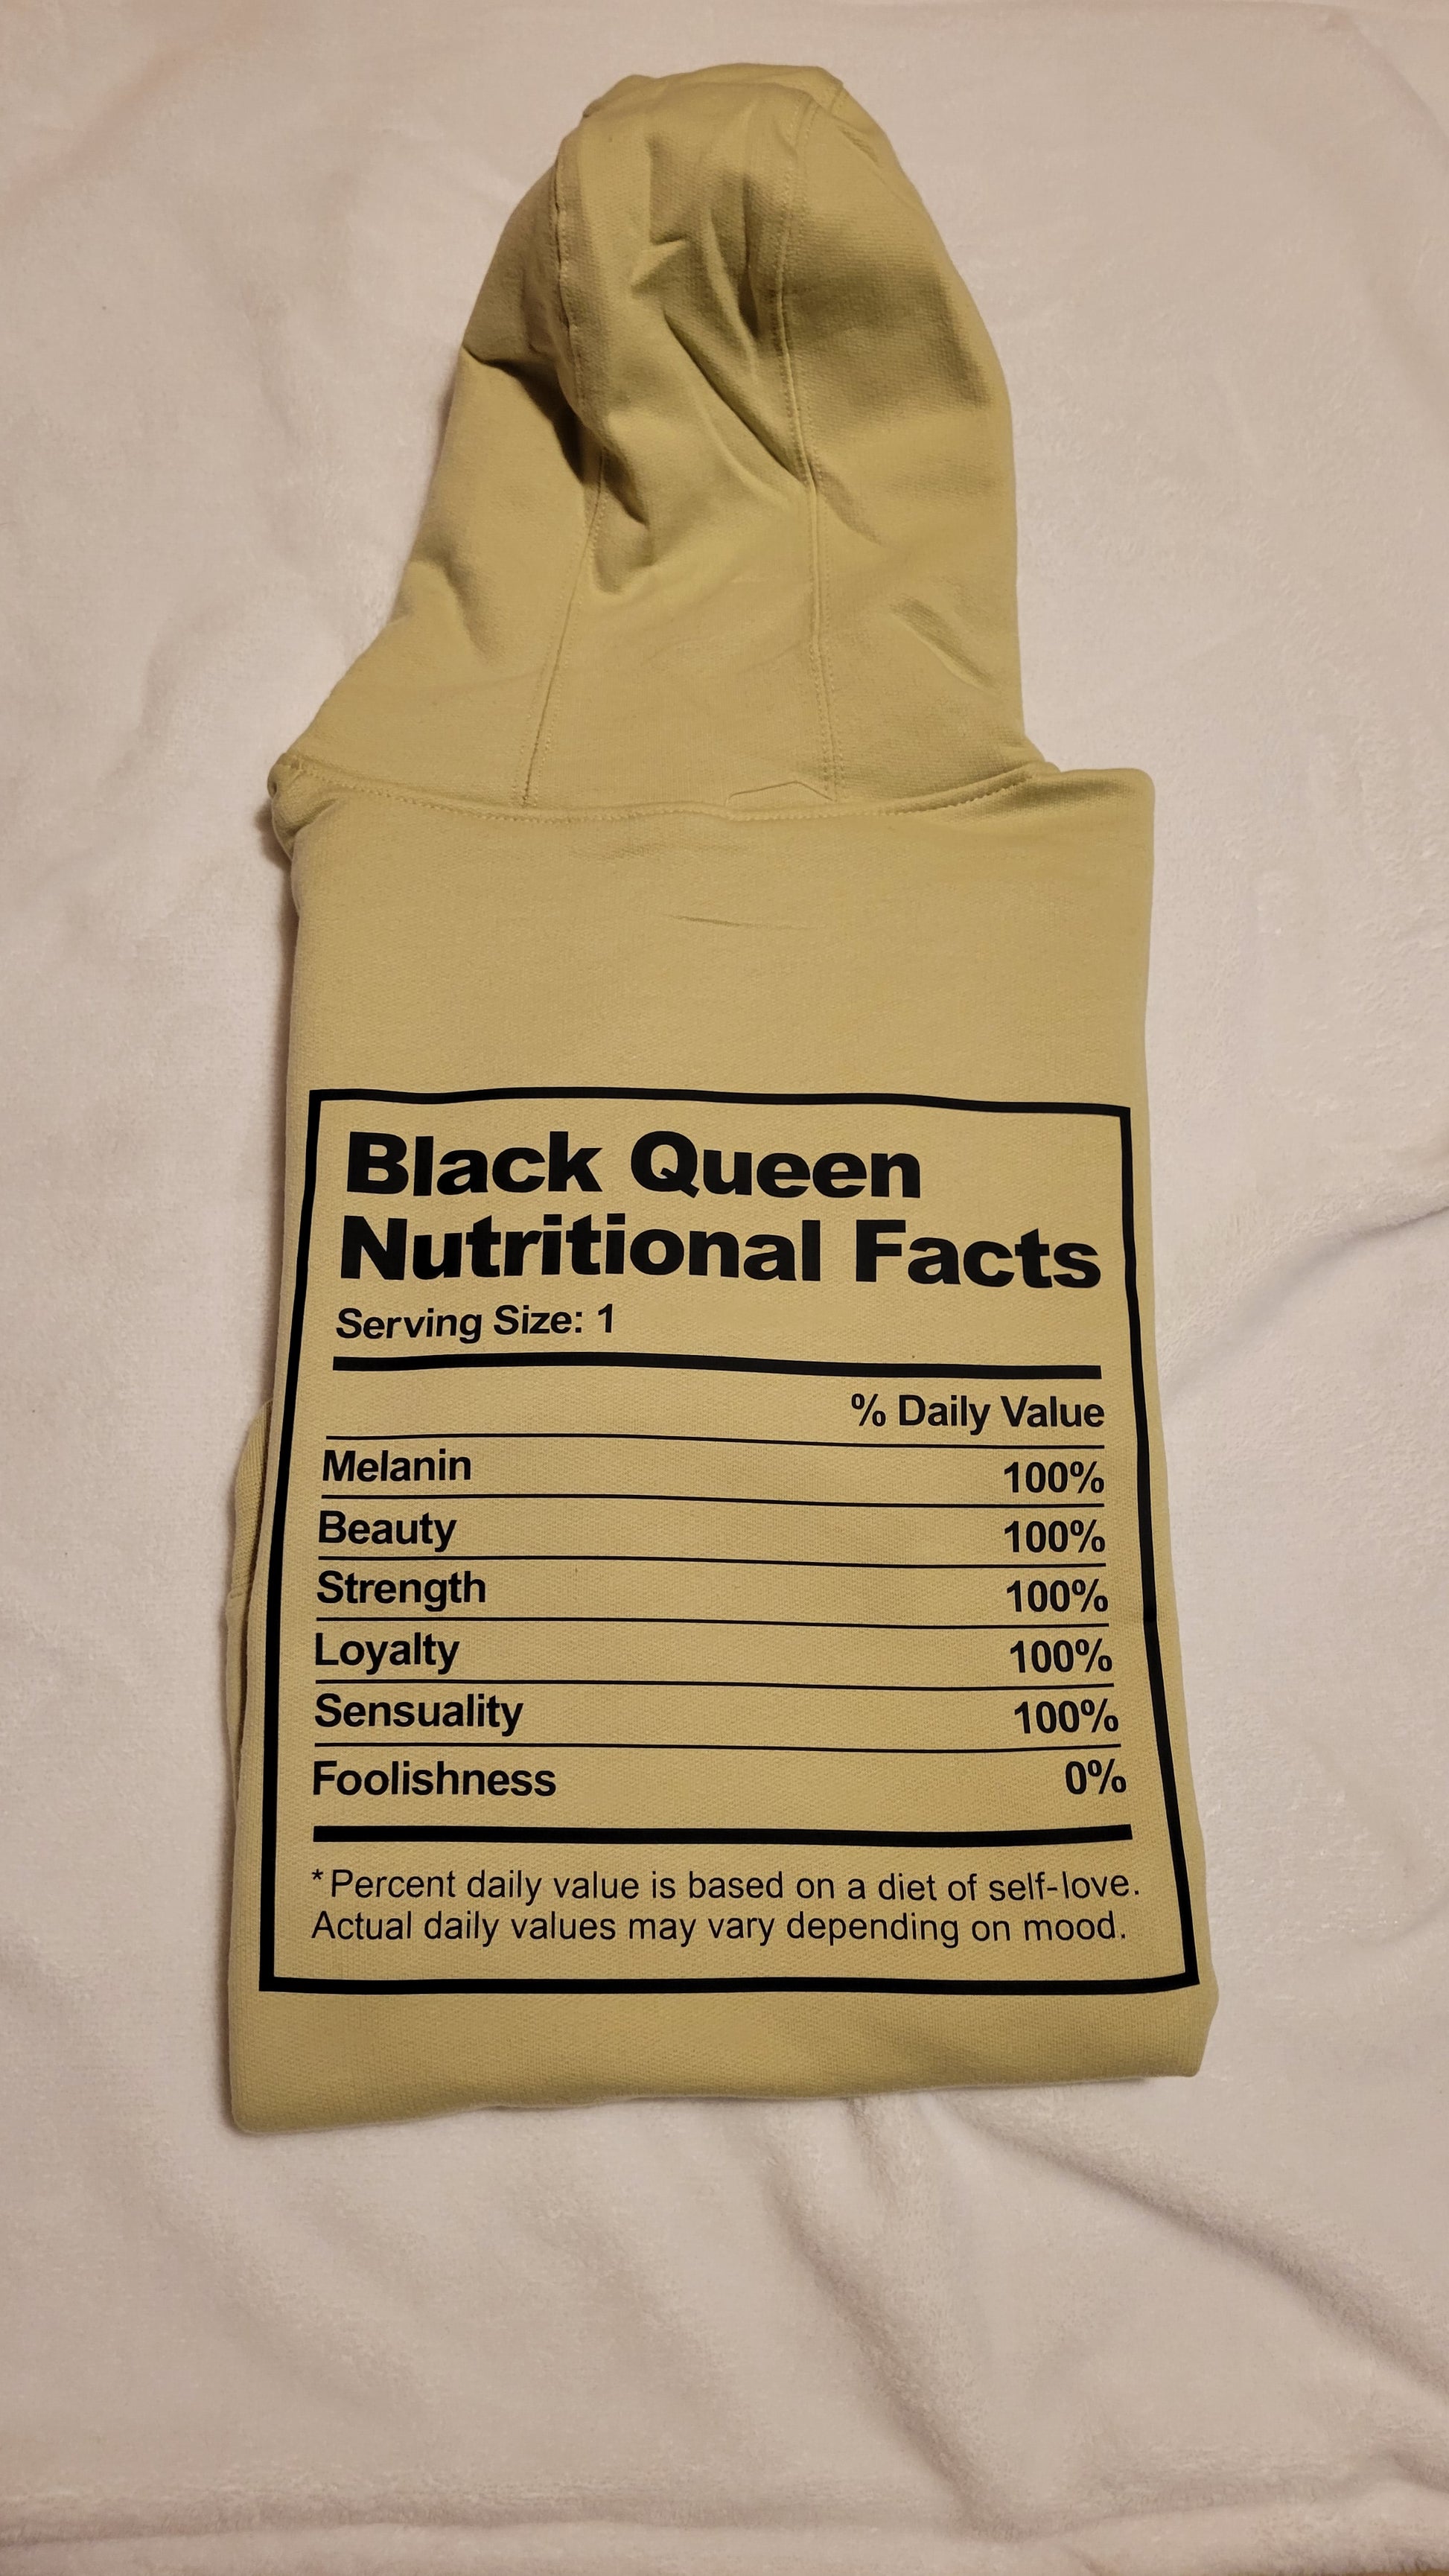 Black Queen
Nutritional Facts
Serving Size: 1
% Daily Value
Melanin 100%
Beauty 100%
Strength 100%
Loyalty 100%
Sensuality 100%
Foolishness 0%
* Percent daily value is based on a diet of self-love.
Actual daily values may vary depending on mood.